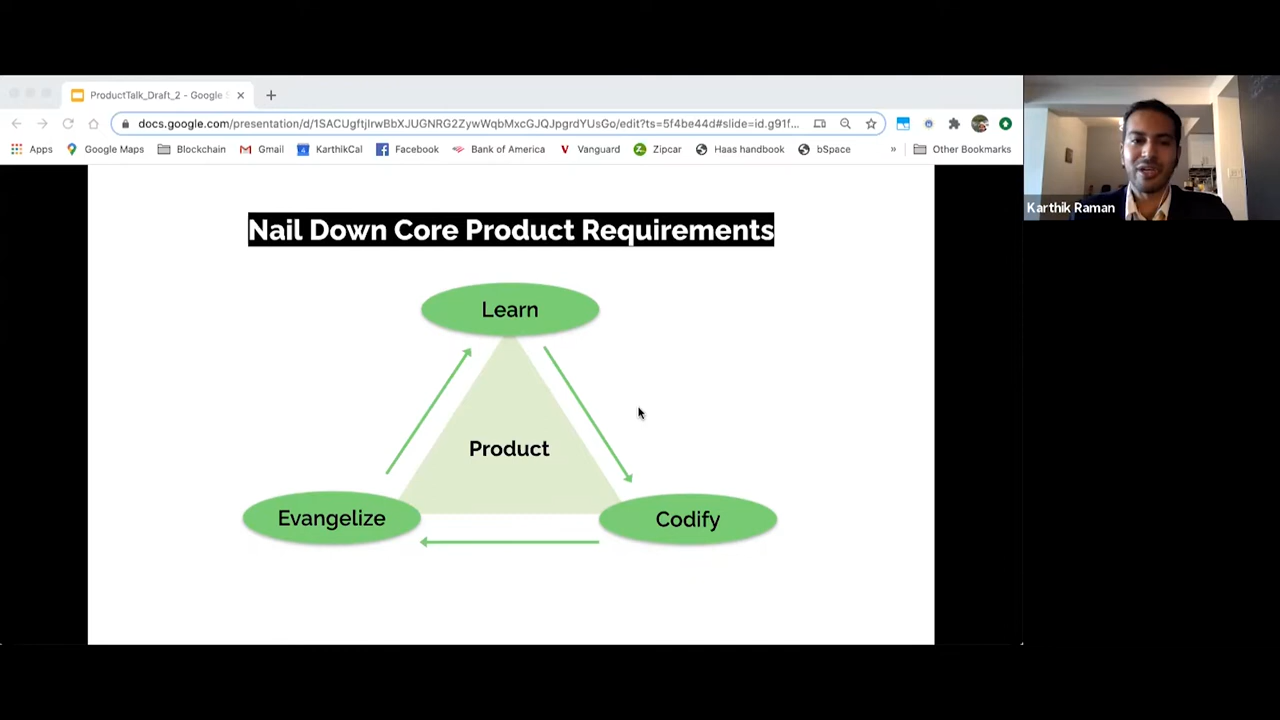 ProductTalk_Draft_2 - Google
docs.google.com/presentation/d/1SACUgftjIrwBbXJUGNRG2ZywWqbMxcGJQJpgrdYUsGo/edit?ts=5f4be44d#slide=id.g91f...
Apps Google Maps Blockchain Gmail KarthikCal Facebook Bank of America Vanguard Zipcar Haas handbook bSpace » Other Bookmarks
Karthik Raman
Nail Down Core Product Requirements
Learn
Product
Evangelize
Codify